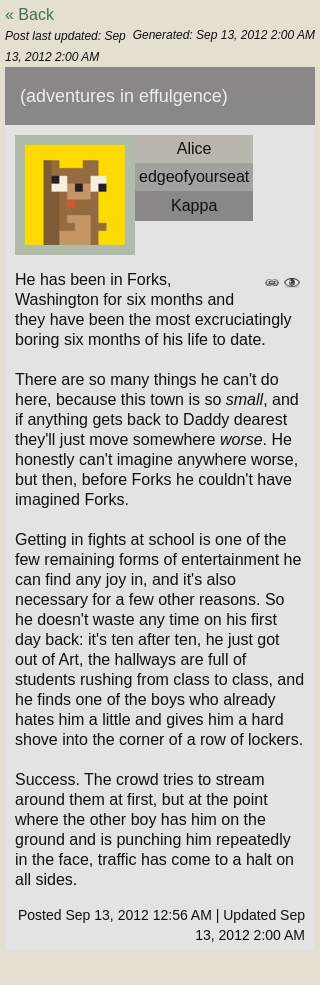 « Back
Post last updated: Sep 13, 2012 2:00 AM
Generated: Sep 13, 2012 2:00 AM
(adventures in effulgence)
Alice
edgeofyourseat
Kappa
He has been in Forks,
Washington for six months and
they have been the most excruciatingly
boring six months of his life to date.
There are so many things he can't do
here, because this town is so small, and
if anything gets back to Daddy dearest
they'll just move somewhere worse. He
honestly can't imagine anywhere worse,
but then, before Forks he couldn't have
imagined Forks.
Getting in fights at school is one of the
few remaining forms of entertainment he
can find any joy in, and it's also
necessary for a few other reasons. So
he doesn't waste any time on his first
day back: it's ten after ten, he just got
out of Art, the hallways are full of
students rushing from class to class, and
he finds one of the boys who already
hates him a little and gives him a hard
shove into the corner of a row of lockers.
Success. The crowd tries to stream
around them at first, but at the point
where the other boy has him on the
ground and is punching him repeatedly
in the face, traffic has come to a halt on
all sides.
Posted Sep 13, 2012 12:56 AM | Updated Sep
13, 2012 2:00 AM